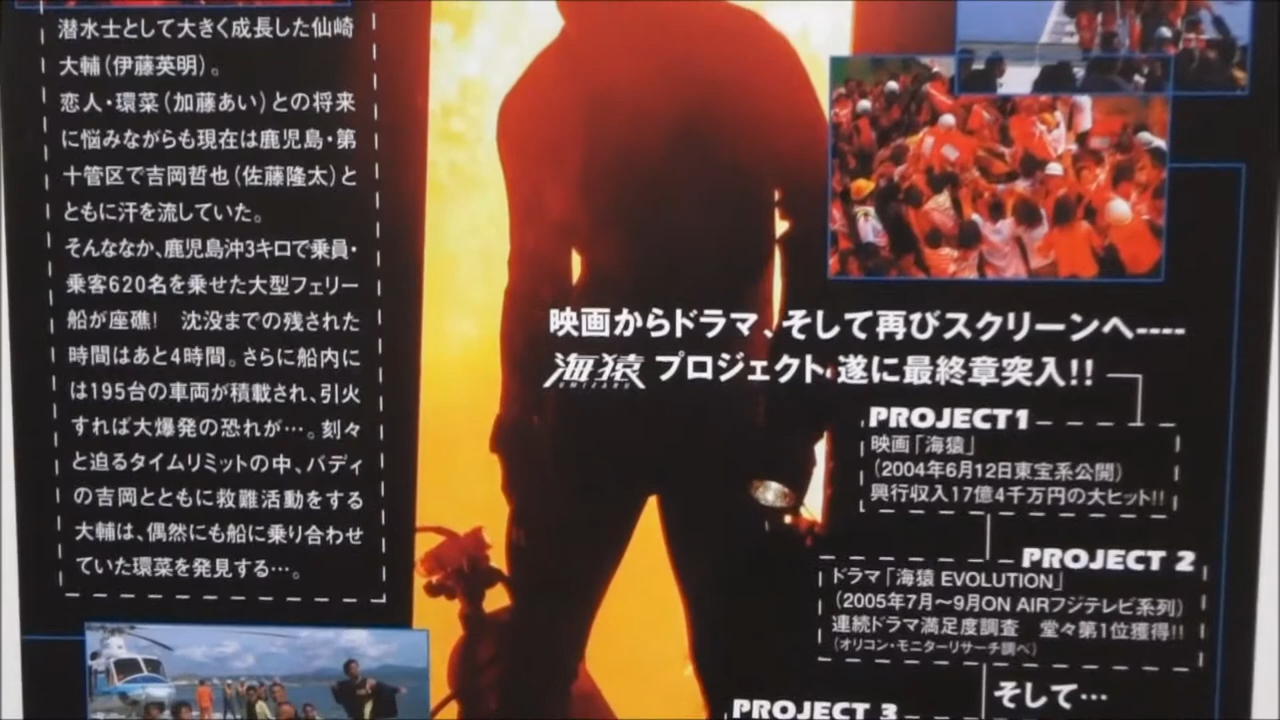 潜水士として大きく成長した仙崎
大輔(伊藤英明)。
恋人・環菜(加藤あい)との将来
に悩みながらも現在は鹿児島・第
十管区で吉岡哲也(佐藤隆太)と
ともに汗を流していた。
そんななか、鹿児島沖3キロで乗員・
乗客620名を乗せた大型フェリー
船が座礁! 沈没までの残された
時間はあと4時間。さらに船内に
は195台の車両が積載され、引火
すれば大爆発の恐れが…。刻々
と迫るタイムリミットの中、バディ
の吉岡とともに救難活動をする
大輔は、偶然にも船に乗り合わせ
ていた環菜を発見する…。
映画からドラマ、そして再びスクリーンへ----
海猿 プロジェクト、遂に最終章突入!!
UMIZARU
PROJECT1
映画「海猿」
(2004年6月12日東宝系公開)
興行収入17億4千万円の大ヒット!!
PROJECT 2
ドラマ「海猿 EVOLUTION」
(2005年7月〜9月ON AIRフジテレビ系列)
連続ドラマ満足度調査 堂々第1位獲得!!
(オリコン・モニターリサーチ調べ)
そして…
PROJECT 3